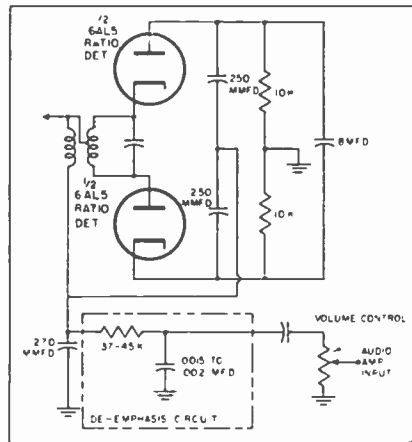 1/2
6AL5
RATIO
DET
250
MMFD
10K
8MFD
1/2
6AL5
RATIO
DET
250
MMFD
10K
270
MMFD
37-45K
.0015 TO
.002 MFD
VOLUME CONTROL
AUDIO
AMP
INPUT
DE-EMPHASIS CIRCUIT